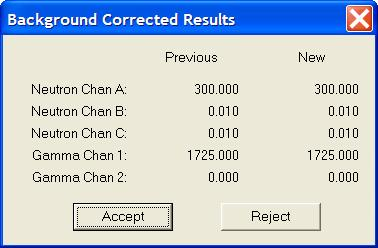 Background Corrected Results
Previous New
Neutron Chan A: 300.000 300.000
Neutron Chan B: 0.010 0.010
Neutron Chan C: 0.010 0.010
Gamma Chan 1: 1725.000 1725.000
Gamma Chan 2: 0.000 0.000
Accept Reject